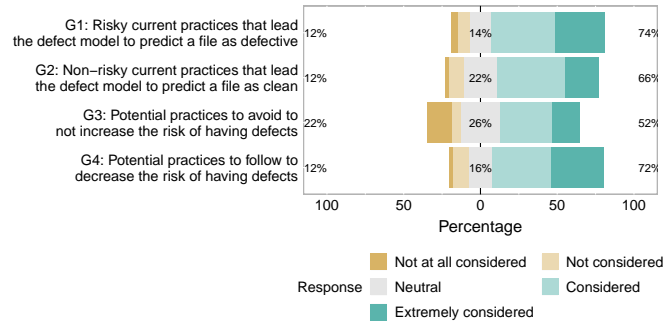 G1: Risky current practices that lead
the defect model to predict a file as defective
12% 14% 74%
G2: Non−risky current practices that lead
the defect model to predict a file as clean
12% 22% 66%
G3: Potential practices to avoid to
not increase the risk of having defects
22% 26% 52%
G4: Potential practices to follow to
decrease the risk of having defects
12% 16% 72%
100 50 0 50 100
Percentage
Response
Not at all considered
Not considered
Neutral
Considered
Extremely considered